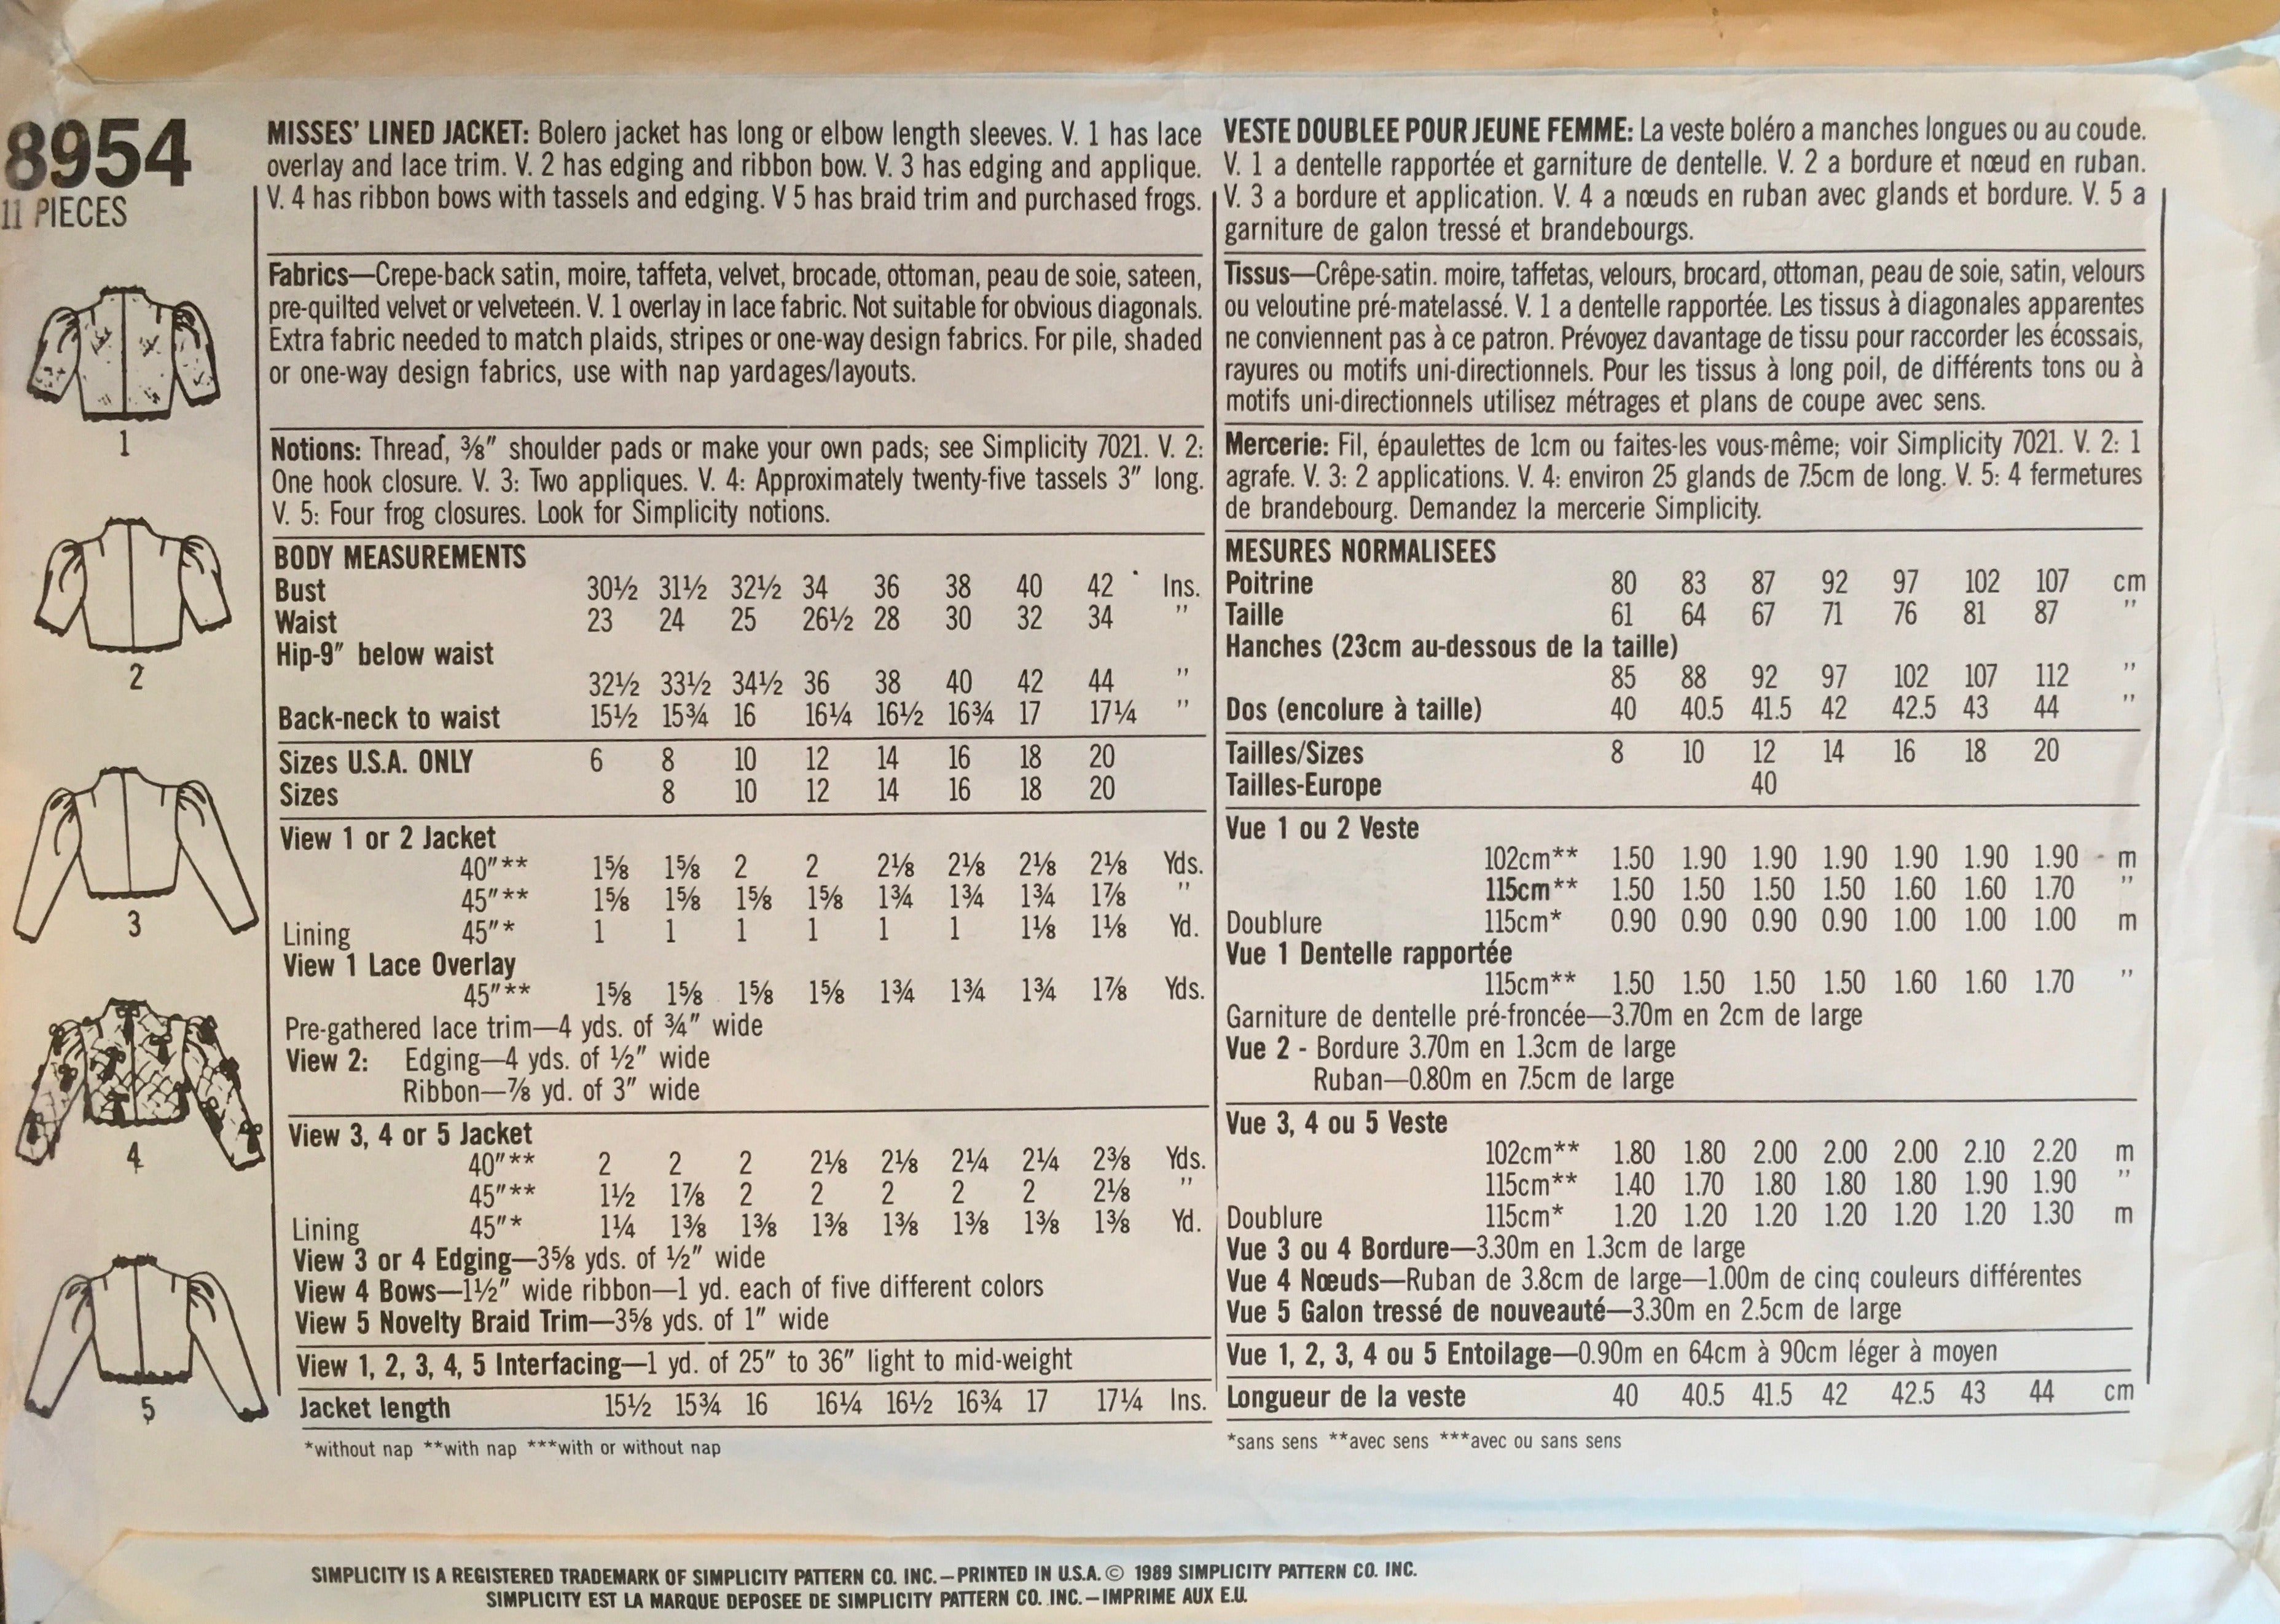 8954
11 PIECES
1
2
3
4
5
MISSES' LINED JACKET: Bolero jacket has long or elbow length sleeves. V. 1 has lace
overlay and lace trim. V. 2 has edging and ribbon bow. V. 3 has edging and applique.
V. 4 has ribbon bows with tassels and edging. V 5 has braid trim and purchased frogs.
Fabrics—Crepe-back satin, moire, taffeta, velvet, brocade, ottoman, peau de soie, sateen,
pre-quilted velvet or velveteen. V. 1 overlay in lace fabric. Not suitable for obvious diagonals.
Extra fabric needed to match plaids, stripes or one-way design fabrics. For pile, shaded
or one-way design fabrics, use with nap yardages/layouts.
Notions: Thread, ⅜" shoulder pads or make your own pads; see Simplicity 7021. V. 2:
One hook closure. V. 3: Two appliques. V. 4: Approximately twenty-five tassels 3" long.
V. 5: Four frog closures. Look for Simplicity notions.
BODY MEASUREMENTS
Bust 30½ 31½ 32½ 34 36 38 40 42 Ins.
Waist 23 24 25 26½ 28 30 32 34 "
Hip-9" below waist
32½ 33½ 34½ 36 38 40 42 44 "
Back-neck to waist 15½ 15¾ 16 16¼ 16½ 16¾ 17 17¼ "
Sizes U.S.A. ONLY 6 8 10 12 14 16 18 20
Sizes 8 10 12 14 16 18 20
View 1 or 2 Jacket
40"** 1⅝ 1⅝ 2 2 2⅛ 2⅛ 2⅛ 2⅛ Yds.
45"** 1⅝ 1⅝ 1⅝ 1⅝ 1¾ 1¾ 1¾ 1⅞ "
Lining 45"* 1 1 1 1 1 1 1⅛ 1⅛ Yd.
View 1 Lace Overlay
45"** 1⅝ 1⅝ 1⅝ 1⅝ 1¾ 1¾ 1¾ 1⅞ Yds.
Pre-gathered lace trim—4 yds. of ¾" wide
View 2: Edging—4 yds. of ½" wide
Ribbon—⅞ yd. of 3" wide
View 3, 4 or 5 Jacket
40"** 2 2 2 2⅛ 2⅛ 2¼ 2¼ 2⅜ Yds.
45"** 1½ 1⅞ 2 2 2 2 2 2⅛ "
Lining 45"* 1¼ 1⅜ 1⅜ 1⅜ 1⅜ 1⅜ 1⅜ 1⅜ Yd.
View 3 or 4 Edging—3⅝ yds. of ½" wide
View 4 Bows—1½" wide ribbon—1 yd. each of five different colors
View 5 Novelty Braid Trim—3⅝ yds. of 1" wide
View 1, 2, 3, 4, 5 Interfacing—1 yd. of 25" to 36" light to mid-weight
Jacket length 15½ 15¾ 16 16¼ 16½ 16¾ 17 17¼ Ins.
*without nap **with nap ***with or without nap
VESTE DOUBLEE POUR JEUNE FEMME: La veste boléro a manches longues ou au coude.
V. 1 a dentelle rapportée et garniture de dentelle. V. 2 a bordure et nœud en ruban.
V. 3 a bordure et application. V. 4 a nœuds en ruban avec glands et bordure. V. 5 a
garniture de galon tressé et brandebourgs.
Tissus—Crêpe-satin. moire, taffetas, velours, brocard, ottoman, peau de soie, satin, velours
ou veloutine pré-matelassé. V. 1 a dentelle rapportée. Les tissus à diagonales apparentes
ne conviennent pas à ce patron. Prévoyez davantage de tissu pour raccorder les écossais,
rayures ou motifs uni-directionnels. Pour les tissus à long poil, de différents tons ou à
motifs uni-directionnels utilisez métrages et plans de coupe avec sens.
Mercerie: Fil, épaulettes de 1cm ou faites-les vous-même; voir Simplicity 7021. V. 2: 1
agrafe. V. 3: 2 applications. V. 4: environ 25 glands de 7.5cm de long. V. 5: 4 fermetures
de brandebourg. Demandez la mercerie Simplicity.
MESURES NORMALISEES
Poitrine 80 83 87 92 97 102 107 cm
Taille 61 64 67 71 76 81 87 "
Hanches (23cm au-dessous de la taille)
85 88 92 97 102 107 112 "
Dos (encolure à taille) 40 40.5 41.5 42 42.5 43 44 "
Tailles/Sizes 8 10 12 14 16 18 20
Tailles-Europe 40
Vue 1 ou 2 Veste
102cm** 1.50 1.90 1.90 1.90 1.90 1.90 1.90 m
115cm** 1.50 1.50 1.50 1.50 1.60 1.60 1.70 "
Doublure 115cm* 0.90 0.90 0.90 0.90 1.00 1.00 1.00 m
Vue 1 Dentelle rapportée
115cm** 1.50 1.50 1.50 1.50 1.60 1.60 1.70 "
Garniture de dentelle pré-froncée—3.70m en 2cm de large
Vue 2 - Bordure 3.70m en 1.3cm de large
Ruban—0.80m en 7.5cm de large
Vue 3, 4 ou 5 Veste
102cm** 1.80 1.80 2.00 2.00 2.00 2.10 2.20 m
115cm** 1.40 1.70 1.80 1.80 1.80 1.90 1.90 "
Doublure 115cm* 1.20 1.20 1.20 1.20 1.20 1.20 1.30 m
Vue 3 ou 4 Bordure—3.30m en 1.3cm de large
Vue 4 Nœuds—Ruban de 3.8cm de large—1.00m de cinq couleurs différentes
Vue 5 Galon tressé de nouveauté—3.30m en 2.5cm de large
Vue 1, 2, 3, 4 ou 5 Entoilage—0.90m en 64cm à 90cm léger à moyen
Longueur de la veste 40 40.5 41.5 42 42.5 43 44 cm
*sans sens **avec sens ***avec ou sans sens
SIMPLICITY IS A REGISTERED TRADEMARK OF SIMPLICITY PATTERN CO. INC.—PRINTED IN U.S.A. © 1989 SIMPLICITY PATTERN CO. INC.
SIMPLICITY EST LA MARQUE DEPOSEE DE SIMPLICITY PATTERN CO. INC.—IMPRIME AUX E.U.